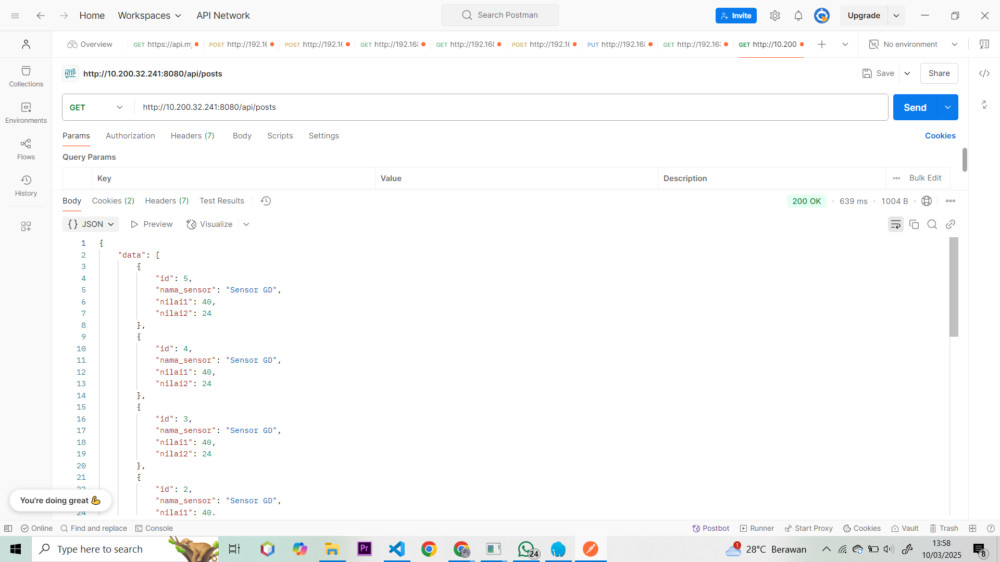 Home Workspaces API Network Search Postman Invite Upgrade
Overview GET https://api.my POST http://192.16 POST http://192.16 GET http://192.168 GET http://192.168 POST http://192.16 PUT http://192.168 GET http://192.168 GET http://10.200 No environment
HTTP http://10.200.32.241:8080/api/posts Save Share
Collections
Environments
Flows
History
GET http://10.200.32.241:8080/api/posts Send
Params Authorization Headers (7) Body Scripts Settings Cookies
Query Params
Key Value Description Bulk Edit
Body Cookies (2) Headers (7) Test Results 200 OK 639 ms 1004 B
{} JSON Preview Visualize
1 {
2 "data": [
3 {
4 "id": 5,
5 "nama_sensor": "Sensor GD",
6 "nilai1": 40,
7 "nilai2": 24
8 },
9 {
10 "id": 4,
11 "nama_sensor": "Sensor GD",
12 "nilai1": 40,
13 "nilai2": 24
14 },
15 {
16 "id": 3,
17 "nama_sensor": "Sensor GD",
18 "nilai1": 40,
19 "nilai2": 24
20 },
21 {
22 "id": 2,
"nama_sensor": "Sensor GD",
24 "nilai1": 40,
You're doing great 💪
Online Find and replace Console Postbot Runner Start Proxy Cookies Vault Trash
Type here to search Pr 24 1 28°C Berawan 13:58
10/03/2025 8